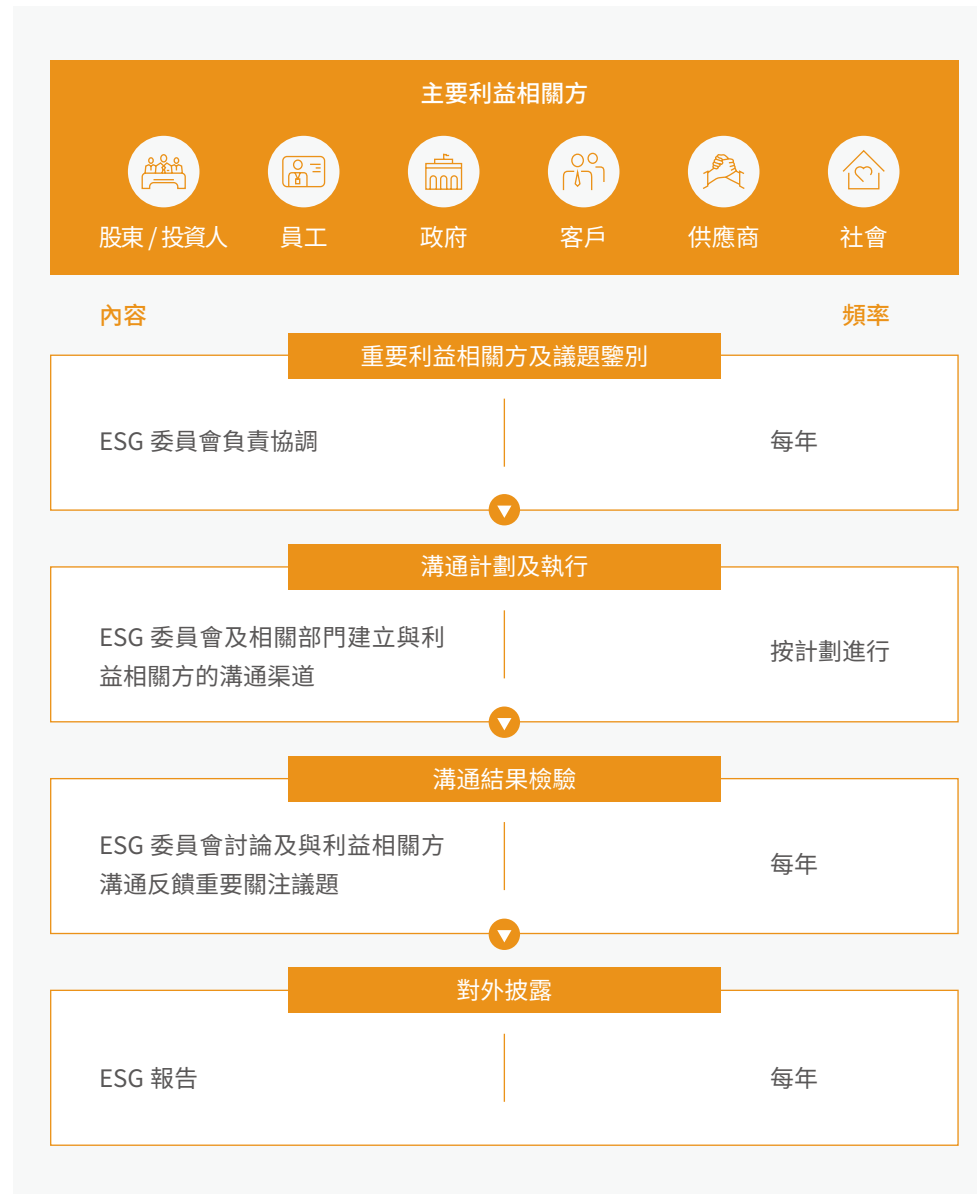 主要利益相關方
股東 / 投資人 員工 政府 客戶 供應商 社會
內容 頻率
重要利益相關方及議題鑒別
ESG 委員會負責協調 每年
溝通計劃及執行
ESG 委員會及相關部門建立與利
益相關方的溝通渠道
按計劃進行
溝通結果檢驗
ESG 委員會討論及與利益相關方
溝通反饋重要關注議題
每年
對外披露
ESG 報告 每年